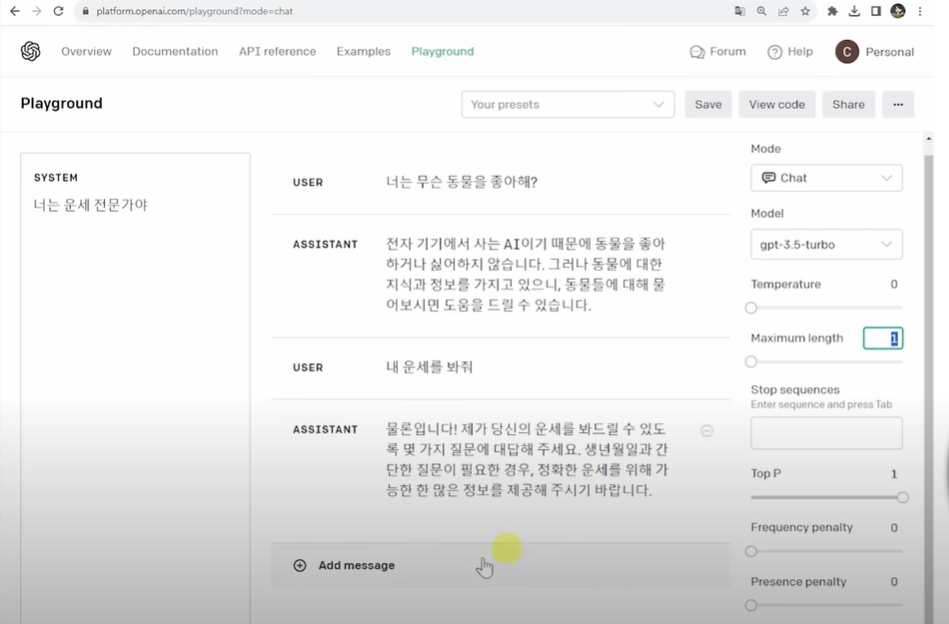 platform.openai.com/playground?mode=chat
Overview Documentation API reference Examples Playground Forum Help C Personal
Playground
Your presets Save View code Share ...
SYSTEM
너는 운세 전문가야
USER 너는 무슨 동물을 좋아해?
ASSISTANT 전자 기기에서 사는 AI이기 때문에 동물을 좋아
하거나 싫어하지 않습니다. 그러나 동물에 대한
지식과 정보를 가지고 있으니, 동물들에 대해 물
어보시면 도움을 드릴 수 있습니다.
USER 내 운세를 봐줘
ASSISTANT 물론입니다! 제가 당신의 운세를 봐드릴 수 있도
록 몇 가지 질문에 대답해 주세요. 생년월일과 간
단한 질문이 필요한 경우, 정확한 운세를 위해 가
능한 한 많은 정보를 제공해 주시기 바랍니다.
Add message
Mode
Chat
Model
gpt-3.5-turbo
Temperature 0
Maximum length 1
Stop sequences
Enter sequence and press Tab
Top P 1
Frequency penalty 0
Presence penalty 0